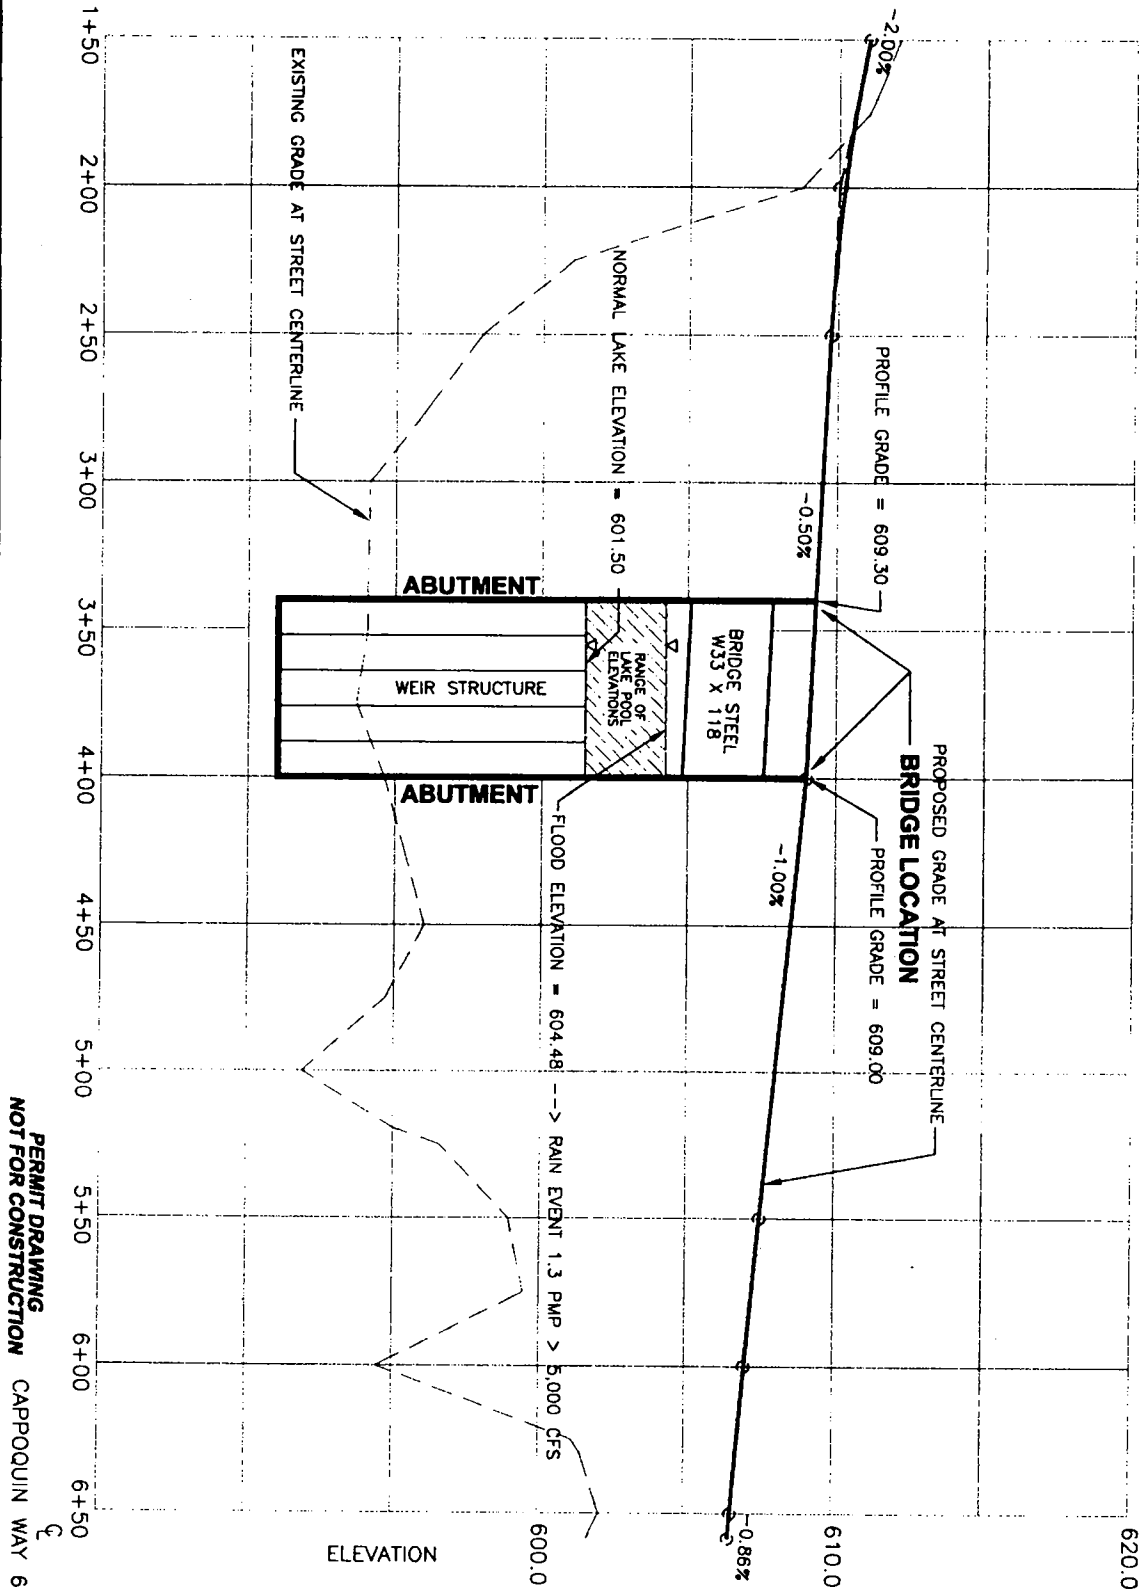 620.0
610.0
600.0
ELEVATION
-2.00%
-0.50%
-1.00%
-0.86%
PROFILE GRADE = 609.30
PROPOSED GRADE AT STREET CENTERLINE
BRIDGE LOCATION
PROFILE GRADE = 609.00
NORMAL LAKE ELEVATION = 601.50
BRIDGE STEEL
W33 X 118
RANGE OF
LAKE POOL
ELEVATIONS
WEIR STRUCTURE
ABUTMENT
ABUTMENT
FLOOD ELEVATION = 604.48 --> RAIN EVENT 1.3 PMP > 5,000 CFS
EXISTING GRADE AT STREET CENTERLINE
1+50
2+00
2+50
3+00
3+50
4+00
4+50
5+00
5+50
6+00
6+50
PERMIT DRAWING
NOT FOR CONSTRUCTION
CAPPOQUIN WAY 6
℄